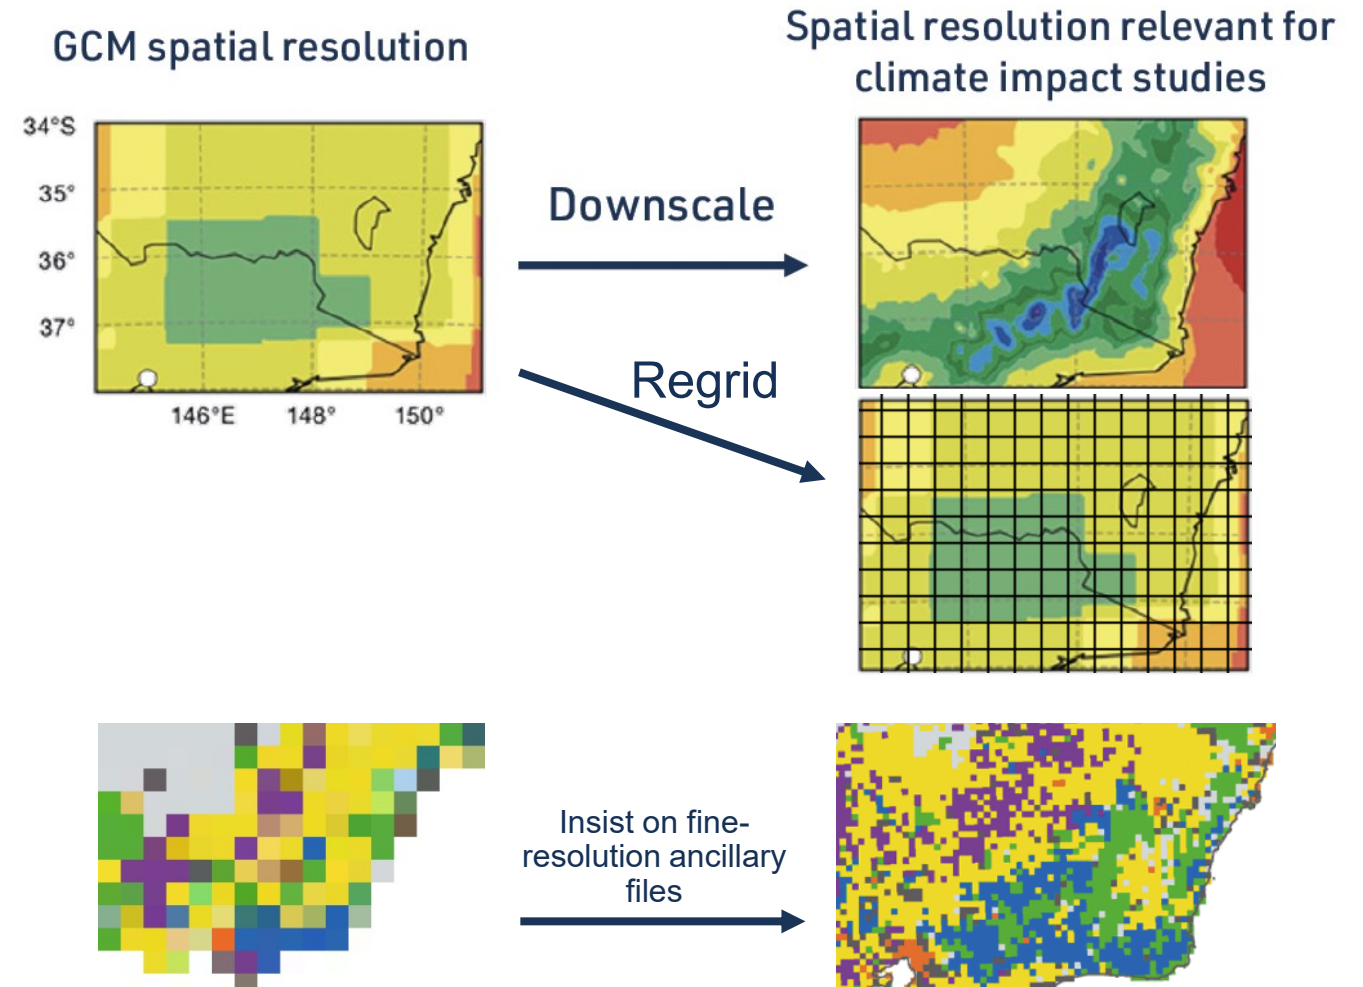 GCM spatial resolution
Spatial resolution relevant for
climate impact studies
34°S
35°
36°
37°
146°E 148° 150°
Downscale
Regrid
Insist on fine-
resolution ancillary
files